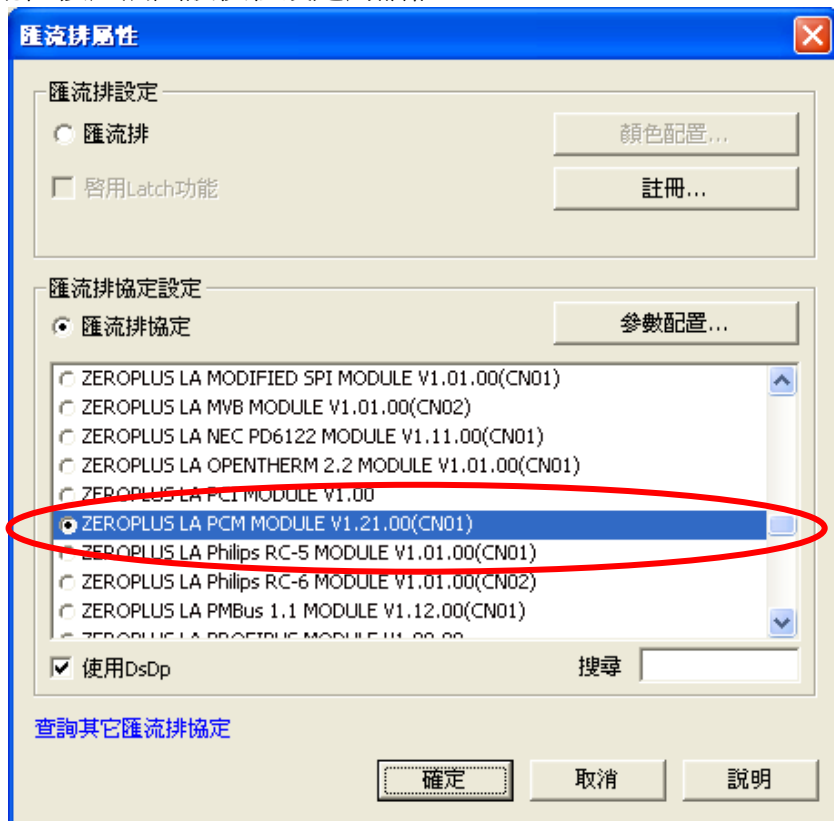 匯流排屬性
匯流排設定
匯流排
顏色配置...
啓用Latch功能
註冊...
匯流排協定設定
匯流排協定
參數配置...
ZEROPLUS LA MODIFIED SPI MODULE V1.01.00(CN01)
ZEROPLUS LA MVB MODULE V1.01.00(CN02)
ZEROPLUS LA NEC PD6122 MODULE V1.11.00(CN01)
ZEROPLUS LA OPENTHERM 2.2 MODULE V1.01.00(CN01)
ZEROPLUS LA PCI MODULE V1.00
ZEROPLUS LA PCM MODULE V1.21.00(CN01)
ZEROPLUS LA Philips RC-5 MODULE V1.01.00(CN01)
ZEROPLUS LA Philips RC-6 MODULE V1.01.00(CN02)
ZEROPLUS LA PMBus 1.1 MODULE V1.12.00(CN01)
ZEROPLUS LA PROFIBUS MODULE
使用DsDp
搜尋
查詢其它匯流排協定
確定
取消
說明